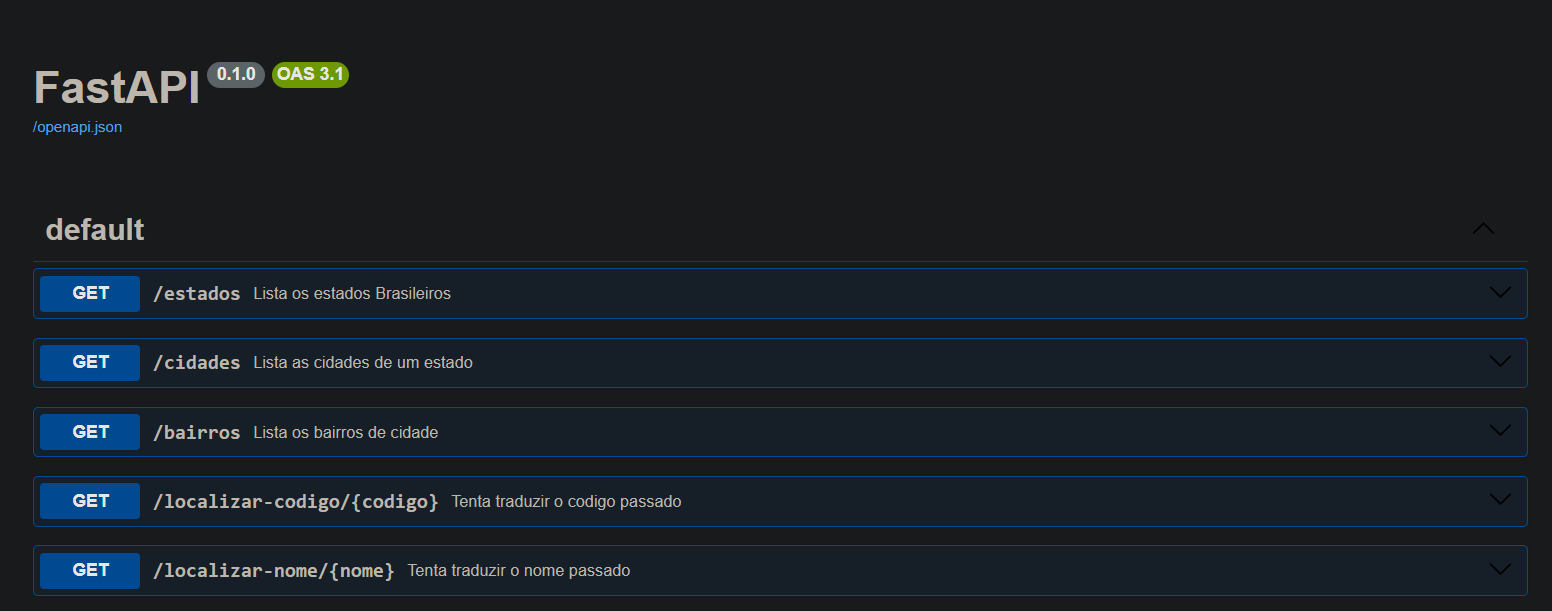 FastAPI 0.1.0 OAS 3.1
/openapi.json
default
GET /estados Lista os estados Brasileiros
GET /cidades Lista as cidades de um estado
GET /bairros Lista os bairros de cidade
GET /localizar-codigo/{codigo} Tenta traduzir o codigo passado
GET /localizar-nome/{nome} Tenta traduzir o nome passado